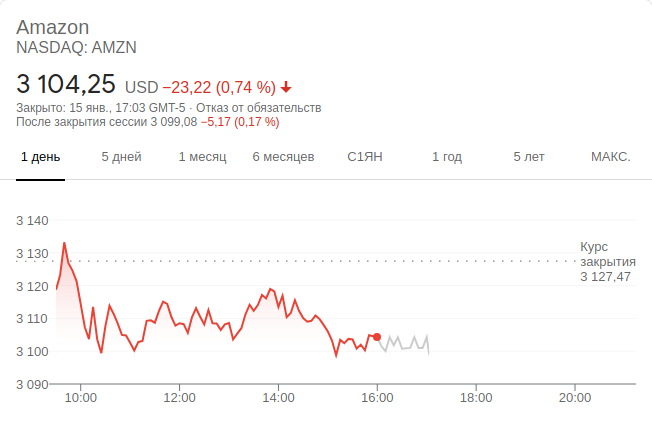 Amazon
NASDAQ: AMZN
3 104,25 USD −23,22 (0,74 %)
Закрыто: 15 янв., 17:03 GMT-5 · Отказ от обязательств
После закрытия сессии 3 099,08 −5,17 (0,17 %)
1 день 5 дней 1 месяц 6 месяцев С1ЯН 1 год 5 лет МАКС.
3 140
Курс
3 130
закрытия
3 127,47
3 120
3 110
3 100
3 090
10:00 12:00 14:00 16:00 18:00 20:00